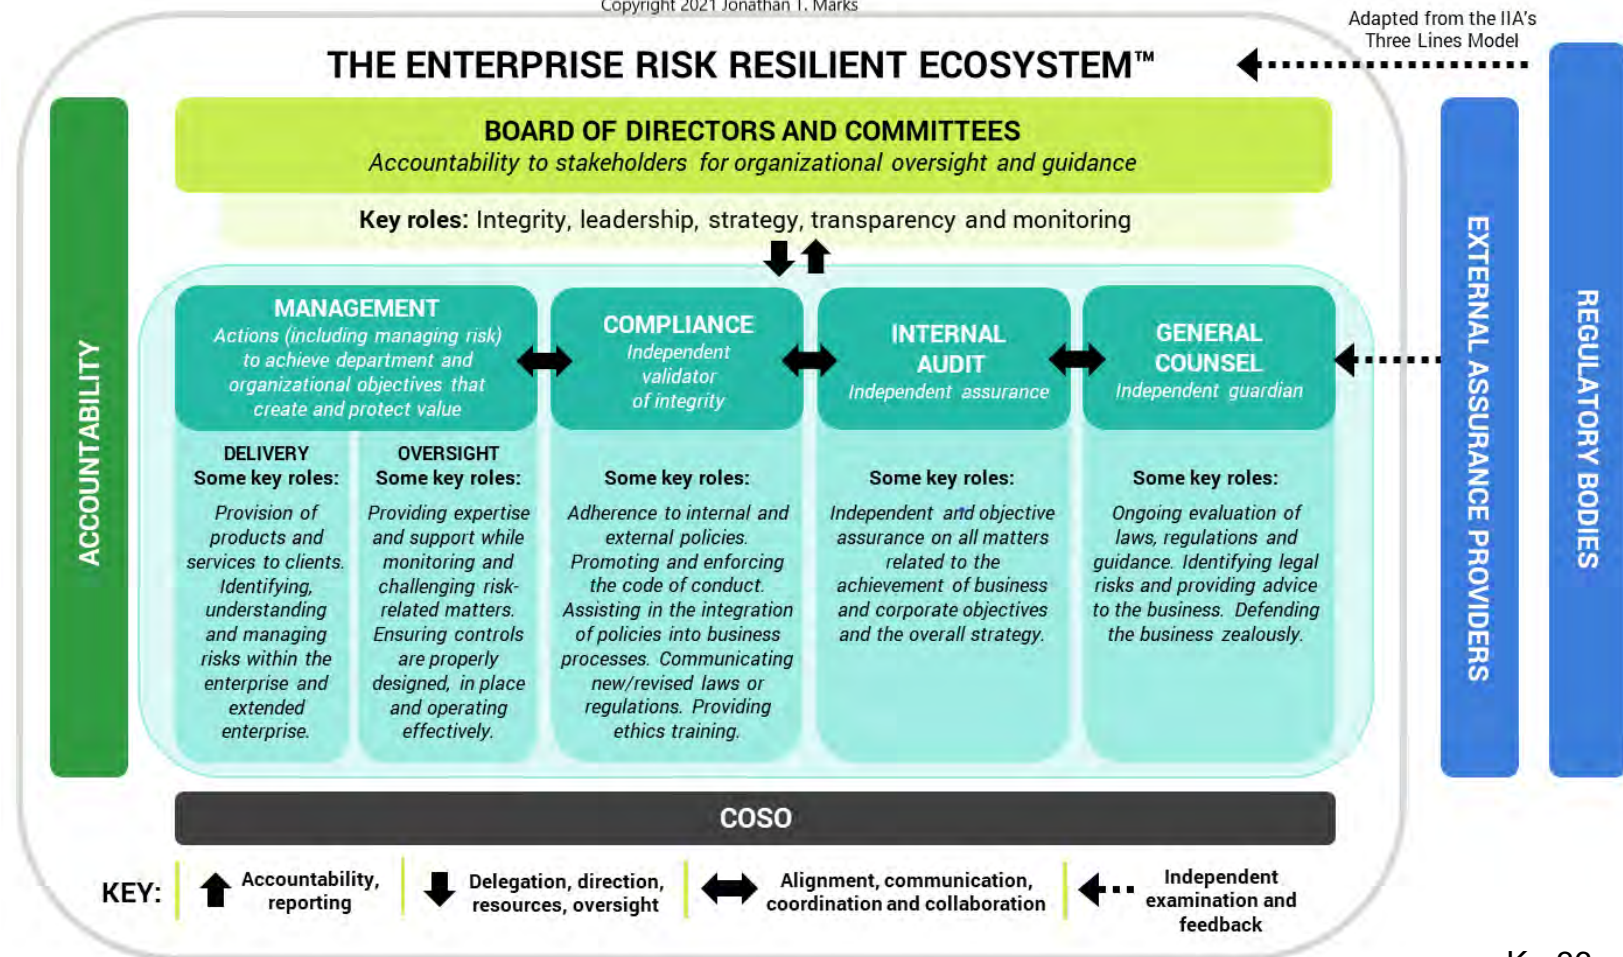 Copyright 2021 Jonathan T. Marks
Adapted from the IIA's
Three Lines Model
THE ENTERPRISE RISK RESILIENT ECOSYSTEM™
BOARD OF DIRECTORS AND COMMITTEES
Accountability to stakeholders for organizational oversight and guidance
Key roles: Integrity, leadership, strategy, transparency and monitoring
ACCOUNTABILITY
MANAGEMENT
Actions (including managing risk)
to achieve department and
organizational objectives that
create and protect value
DELIVERY
Some key roles:
Provision of
products and
services to clients.
Identifying,
understanding
and managing
risks within the
enterprise and
extended
enterprise.
OVERSIGHT
Some key roles:
Providing expertise
and support while
monitoring and
challenging risk-
related matters.
Ensuring controls
are properly
designed, in place
and operating
effectively.
COMPLIANCE
Independent
validator
of integrity
Some key roles:
Adherence to internal and
external policies.
Promoting and enforcing
the code of conduct.
Assisting in the integration
of policies into business
processes. Communicating
new/revised laws or
regulations. Providing
ethics training.
INTERNAL
AUDIT
Independent assurance
Some key roles:
Independent and objective
assurance on all matters
related to the
achievement of business
and corporate objectives
and the overall strategy.
GENERAL
COUNSEL
Independent guardian
Some key roles:
Ongoing evaluation of
laws, regulations and
guidance. Identifying legal
risks and providing advice
to the business. Defending
the business zealously.
EXTERNAL ASSURANCE PROVIDERS
REGULATORY BODIES
COSO
KEY:
Accountability,
reporting
Delegation, direction,
resources, oversight
Alignment, communication,
coordination and collaboration
Independent
examination and
feedback